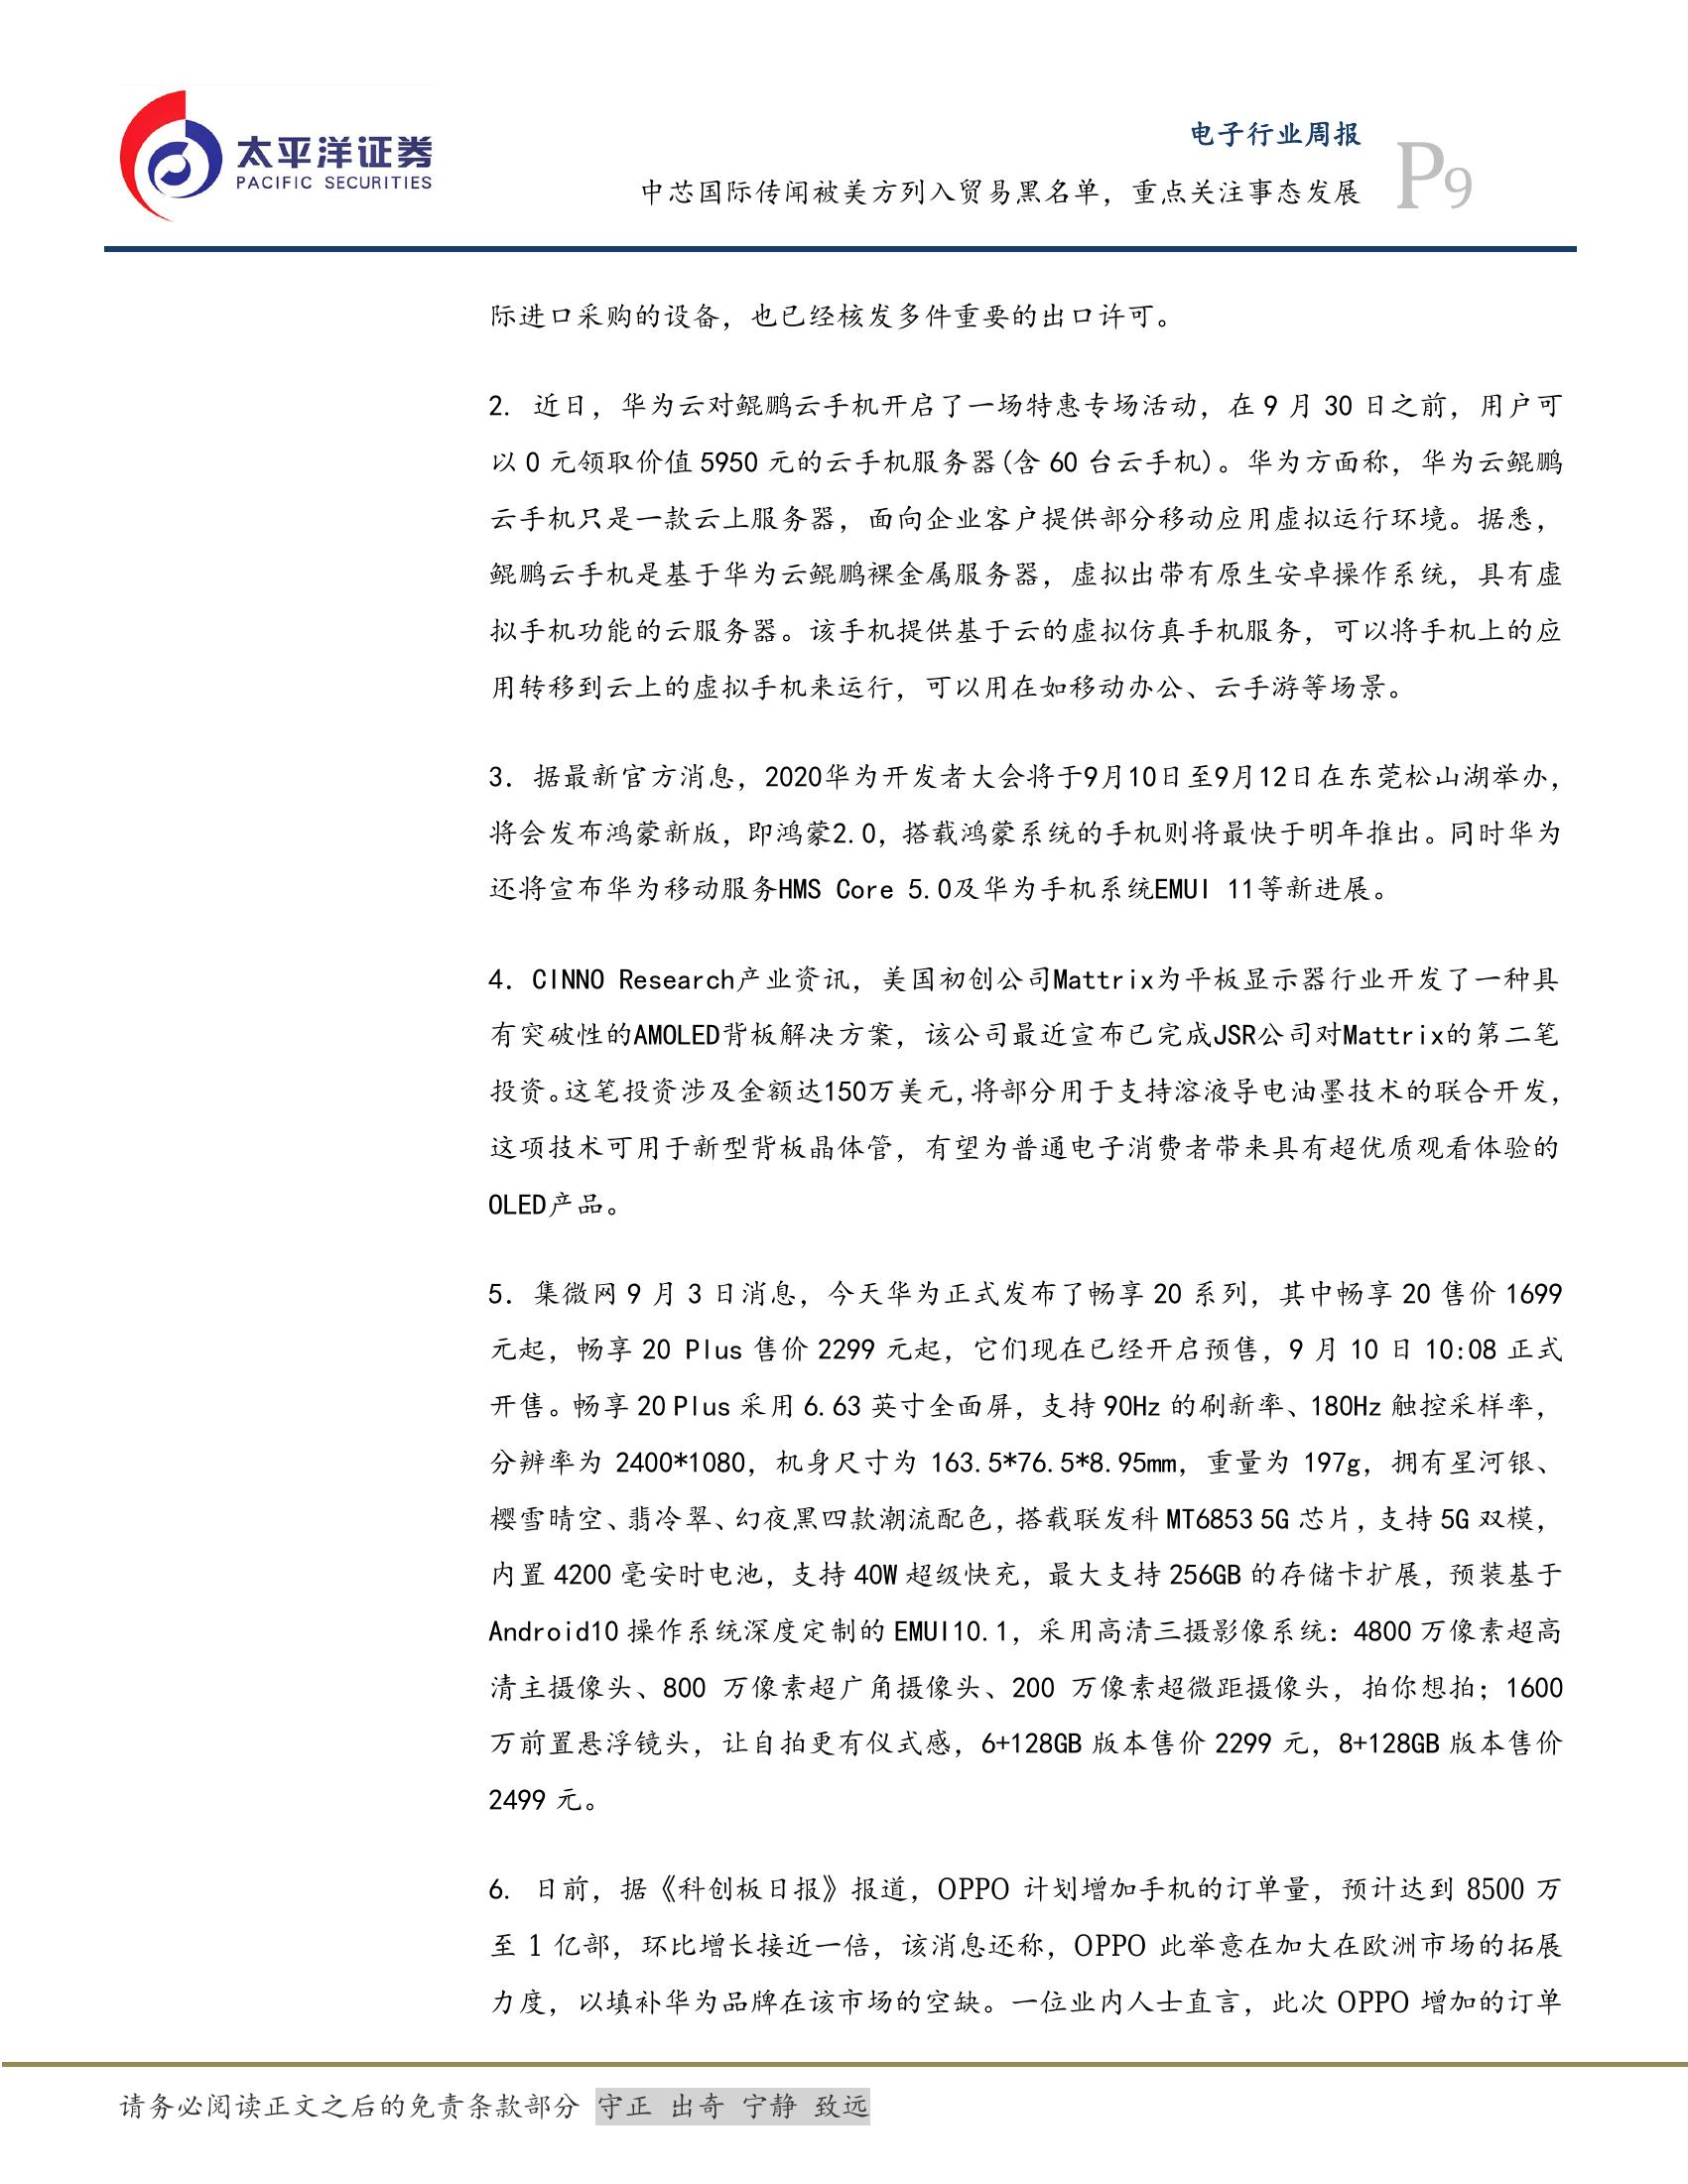 太平洋证券
PACIFIC SECURITIES
电子行业周报
中芯国际传闻被美方列入贸易黑名单，重点关注事态发展
P9
际进口采购的设备，也已经核发多件重要的出口许可。
2. 近日，华为云对鲲鹏云手机开启了一场特惠专场活动，在 9 月 30 日之前，用户可
以 0 元领取价值 5950 元的云手机服务器(含 60 台云手机)。华为方面称，华为云鲲鹏
云手机只是一款云上服务器，面向企业客户提供部分移动应用虚拟运行环境。据悉，
鲲鹏云手机是基于华为云鲲鹏裸金属服务器，虚拟出带有原生安卓操作系统，具有虚
拟手机功能的云服务器。该手机提供基于云的虚拟仿真手机服务，可以将手机上的应
用转移到云上的虚拟手机来运行，可以用在如移动办公、云手游等场景。
3. 据最新官方消息，2020华为开发者大会将于9月10日至9月12日在东莞松山湖举办，
将会发布鸿蒙新版，即鸿蒙2.0，搭载鸿蒙系统的手机则将最快于明年推出。同时华为
还将宣布华为移动服务HMS Core 5.0及华为手机系统EMUI 11等新进展。
4. CINNO Research产业资讯，美国初创公司Mattrix为平板显示器行业开发了一种具
有突破性的AMOLED背板解决方案，该公司最近宣布已完成JSR公司对Mattrix的第二笔
投资。这笔投资涉及金额达150万美元，将部分用于支持溶液导电油墨技术的联合开发，
这项技术可用于新型背板晶体管，有望为普通电子消费者带来具有超优质观看体验的
OLED产品。
5. 集微网 9 月 3 日消息，今天华为正式发布了畅享 20 系列，其中畅享 20 售价 1699
元起，畅享 20 Plus 售价 2299 元起，它们现在已经开启预售，9 月 10 日 10:08 正式
开售。畅享 20 Plus 采用 6.63 英寸全面屏，支持 90Hz 的刷新率、180Hz 触控采样率，
分辨率为 2400*1080，机身尺寸为 163.5*76.5*8.95mm，重量为 197g，拥有星河银、
樱雪晴空、翡冷翠、幻夜黑四款潮流配色，搭载联发科 MT6853 5G 芯片，支持 5G 双模，
内置 4200 毫安时电池，支持 40W 超级快充，最大支持 256GB 的存储卡扩展，预装基于
Android10 操作系统深度定制的 EMUI10.1，采用高清三摄影像系统：4800 万像素超高
清主摄像头、800 万像素超广角摄像头、200 万像素超微距摄像头，拍你想拍；1600
万前置悬浮镜头，让自拍更有仪式感，6+128GB 版本售价 2299 元，8+128GB 版本售价
2499 元。
6. 日前，据《科创板日报》报道，OPPO 计划增加手机的订单量，预计达到 8500 万
至 1 亿部，环比增长接近一倍，该消息还称，OPPO 此举意在加大在欧洲市场的拓展
力度，以填补华为品牌在该市场的空缺。一位业内人士直言，此次 OPPO 增加的订单
请务必阅读正文之后的免责条款部分 守正 出奇 宁静 致远